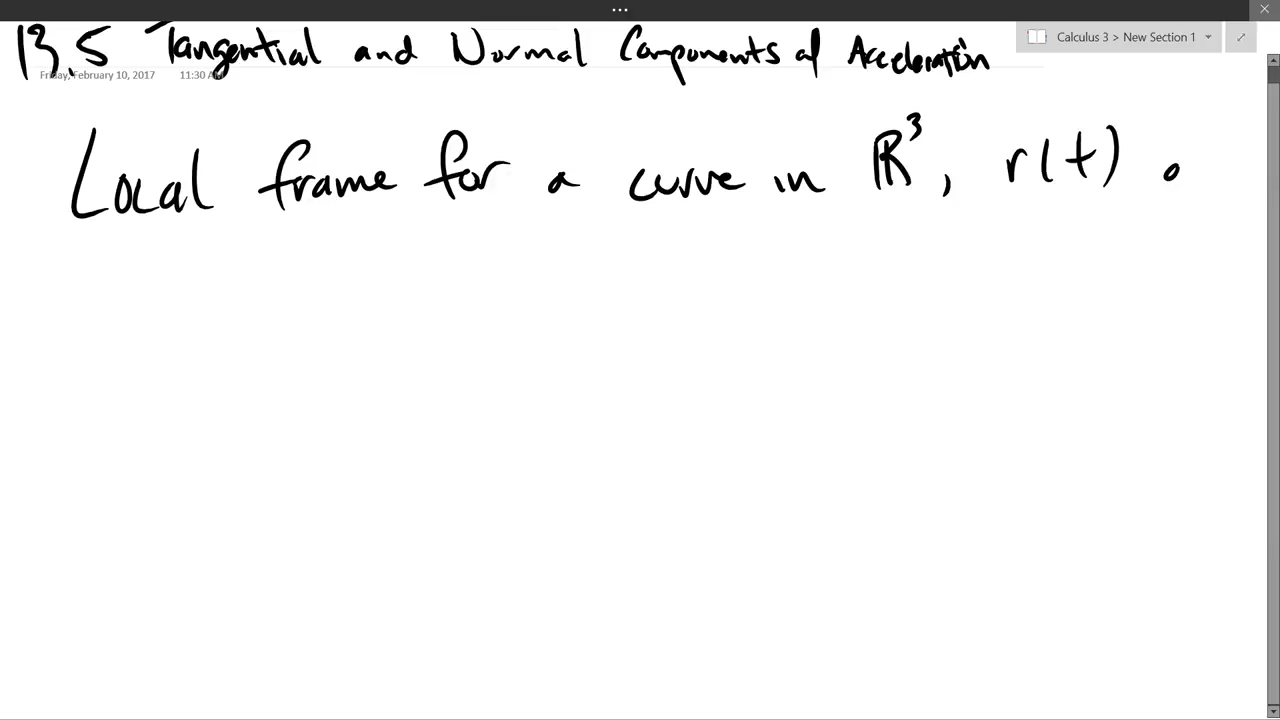 13.5 Tangential and Normal Components of Acceleration
Calculus 3 > New Section 1
Friday, February 10, 2017 11:30 AM
Local frame for a curve in ℝ³, r(t) .